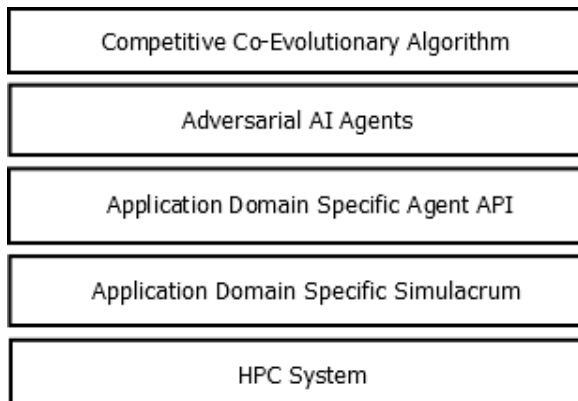 Competitive Co-Evolutionary Algorithm
Adversarial AI Agents
Application Domain Specific Agent API
Application Domain Specific Simulacrum
HPC System